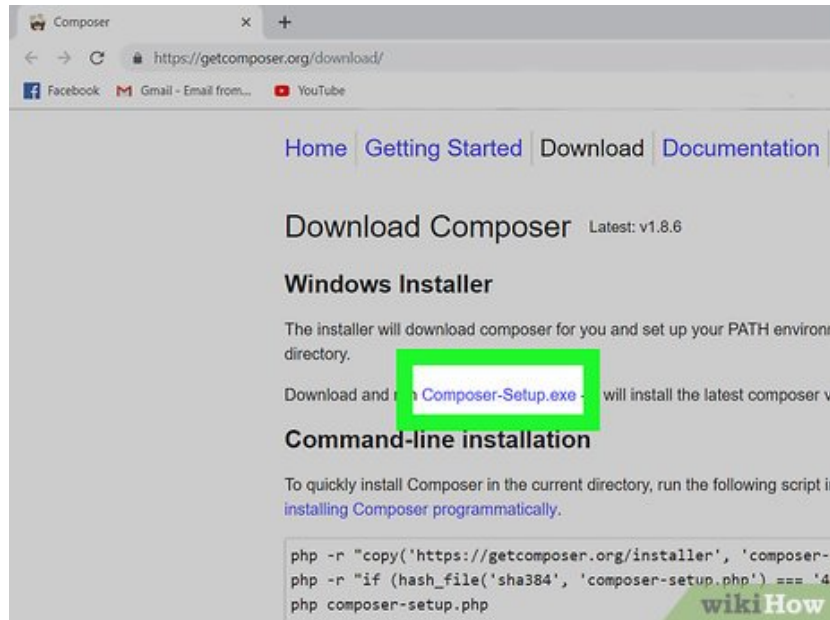 Composer
https://getcomposer.org/download/
Facebook Gmail - Email from... YouTube
Home Getting Started Download Documentation
Download Composer Latest: v1.8.6
Windows Installer
The installer will download composer for you and set up your PATH
directory.
Download and Composer-Setup.exe - will install the latest composer
Command-line installation
To quickly install Composer in the current directory, run the following script
installing Composer programmatically.
php -r "copy('https://getcomposer.org/installer', 'composer-
php -r "if (hash_file('sha384', 'composer-setup.php') === '4
php composer-setup.php
wikiHow